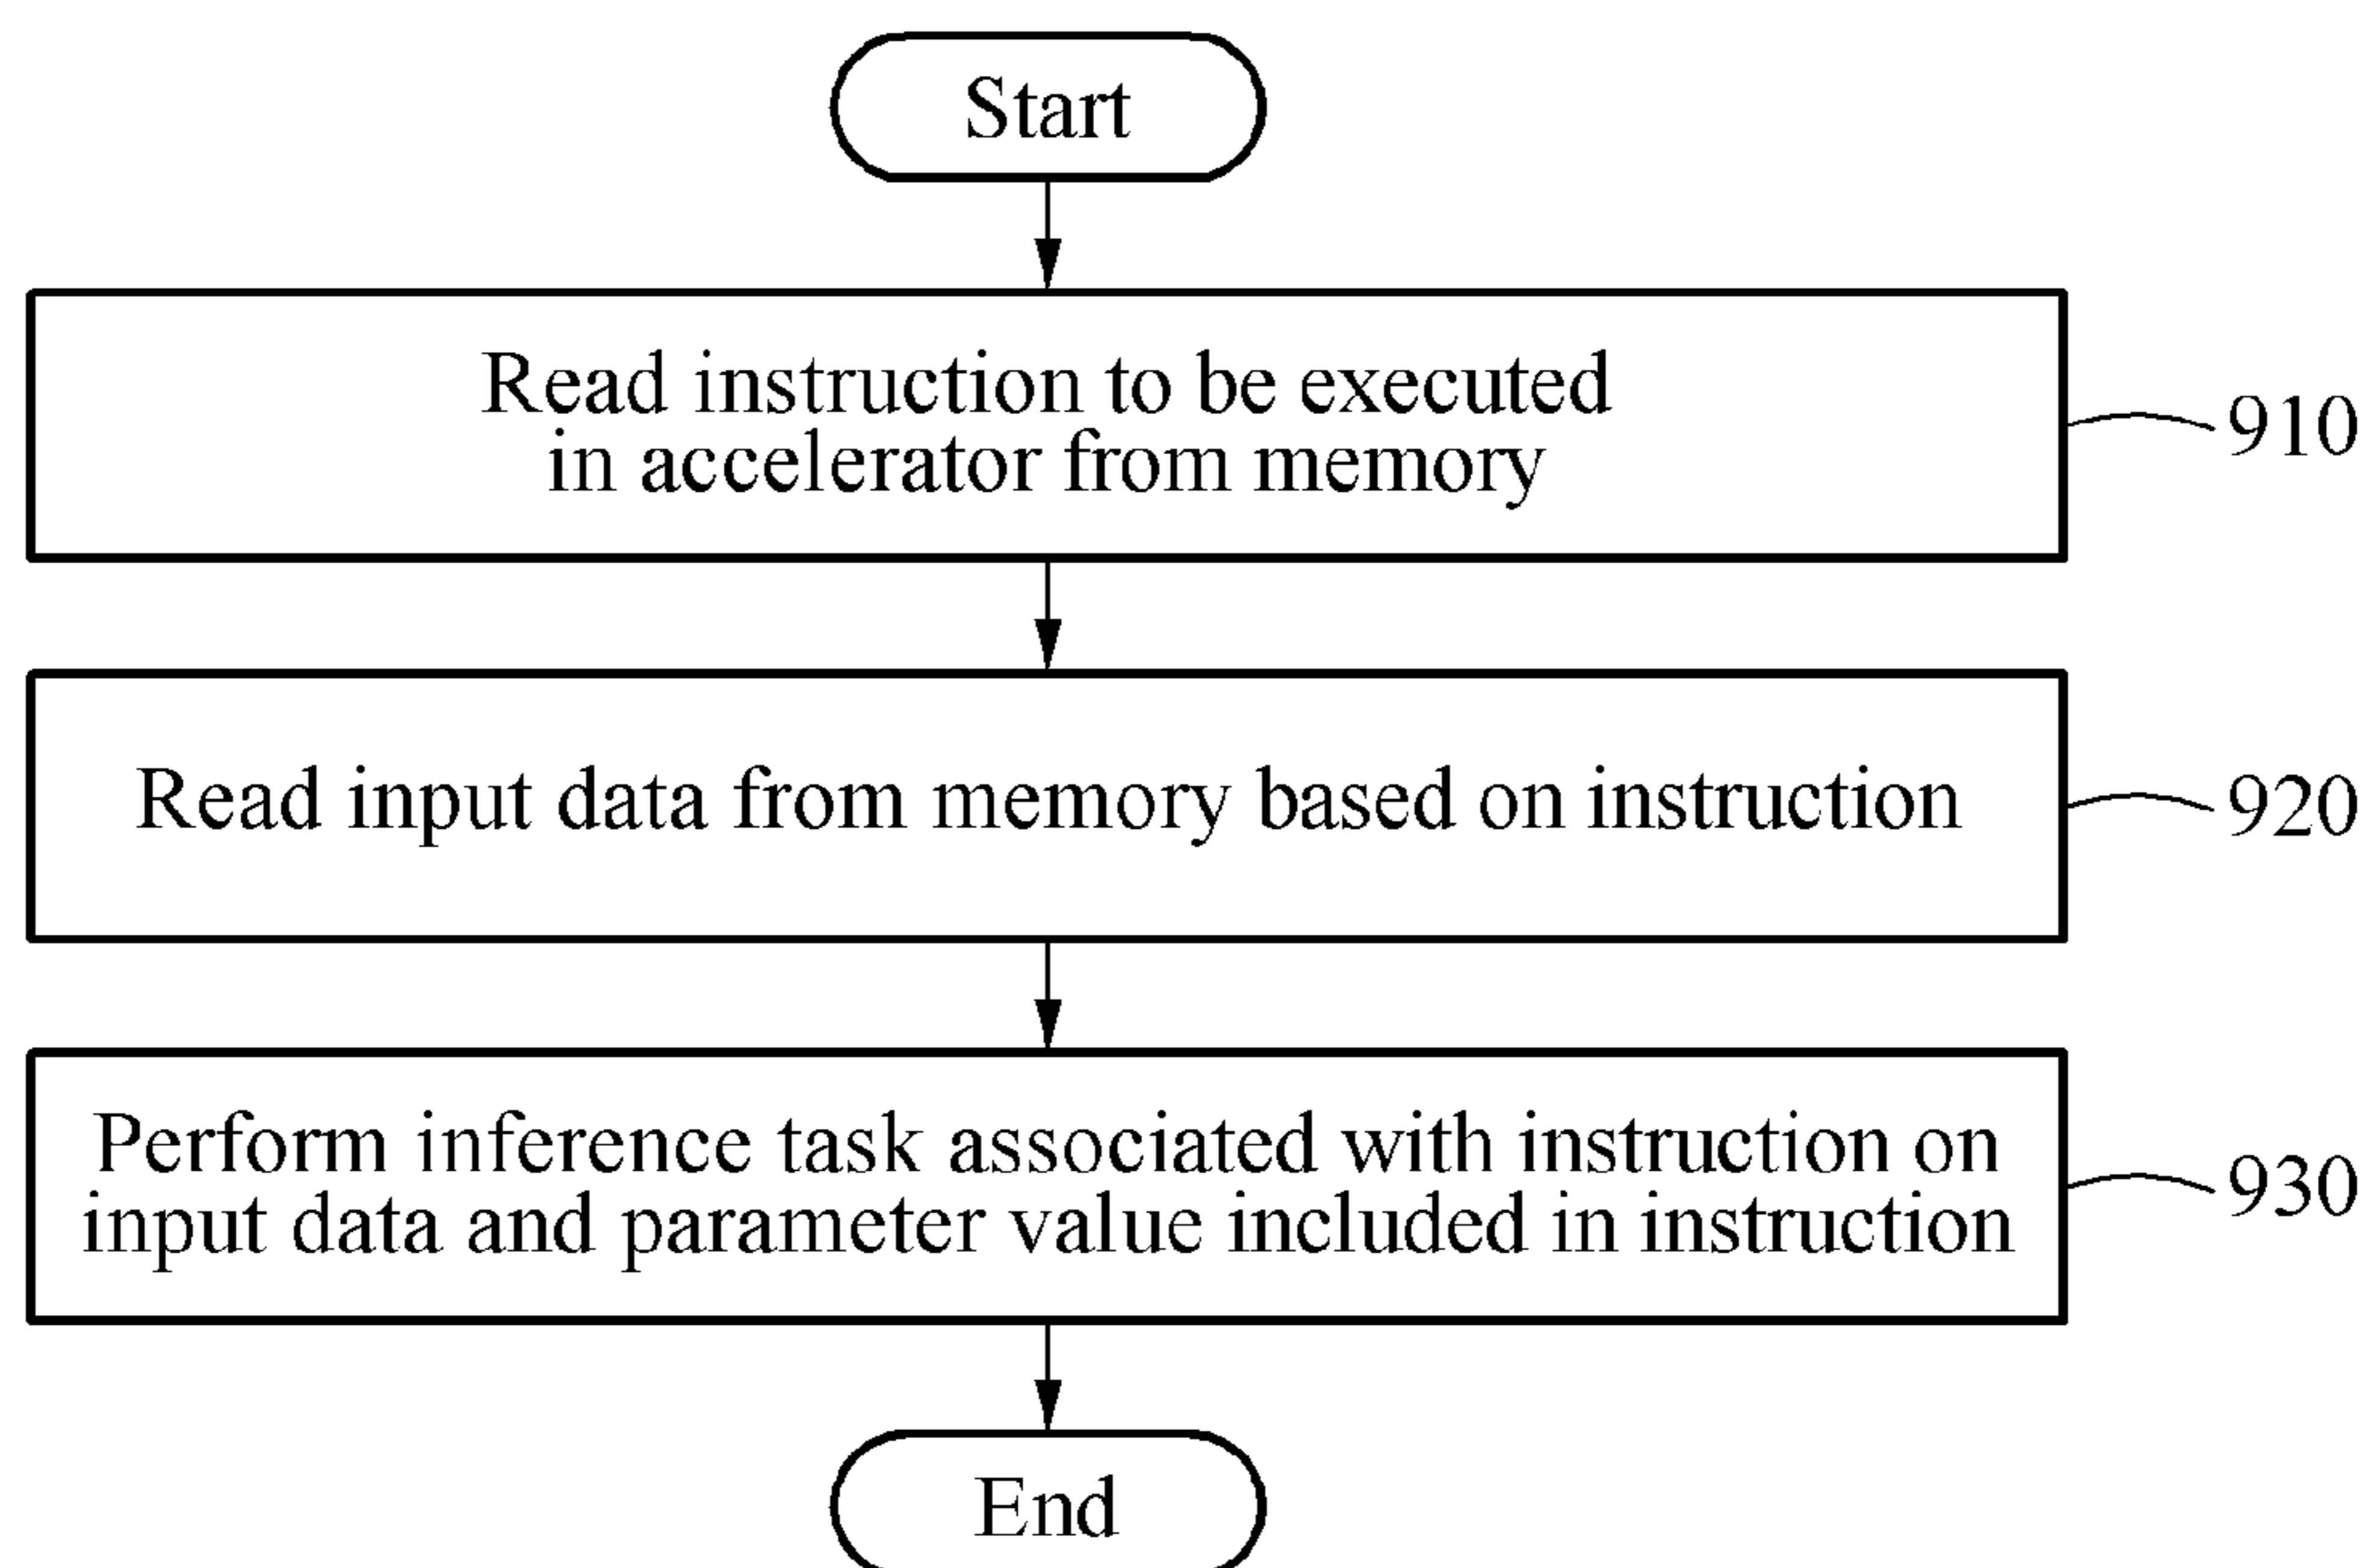 Start
Read instruction to be executed
in accelerator from memory
910
Read input data from memory based on instruction
920
Perform inference task associated with instruction on
input data and parameter value included in instruction
930
End